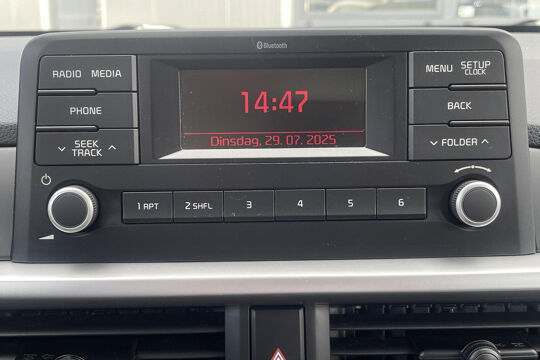 Bluetooth
RADIO MEDIA
PHONE
SEEK
TRACK
14:47
Dinsdag, 29. 07. 2025
MENU SETUP
CLOCK
BACK
FOLDER
1 RPT 2 SHFL 3 4 5 6